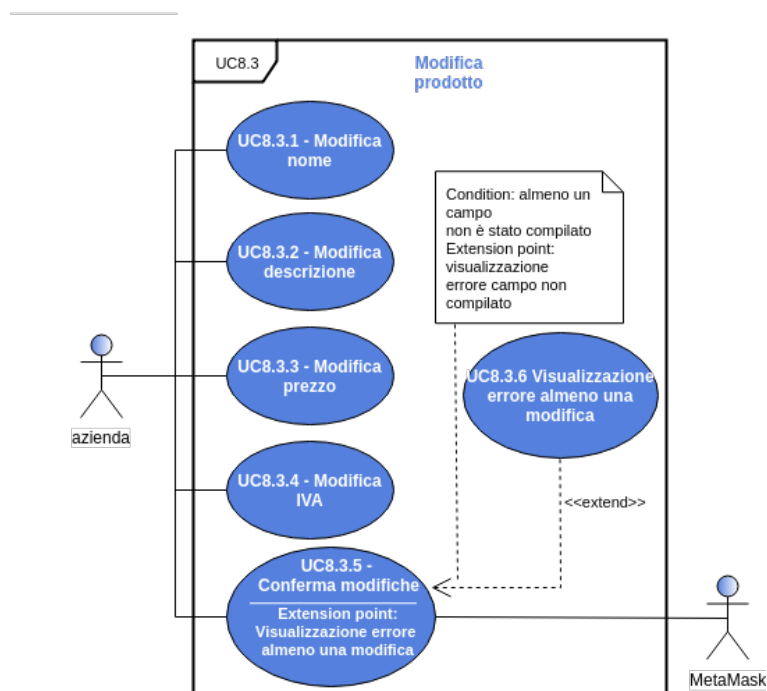 UC8.3
Modifica
prodotto
UC8.3.1 - Modifica
nome
Condition: almeno un
campo
non è stato compilato
Extension point:
visualizzazione
errore campo non
compilato
UC8.3.2 - Modifica
descrizione
UC8.3.3 - Modifica
prezzo
UC8.3.6 Visualizzazione
errore almeno una
modifica
azienda
UC8.3.4 - Modifica
IVA
<<extend>>
UC8.3.5 -
Conferma modifiche
Extension point:
Visualizzazione errore
almeno una modifica
MetaMask